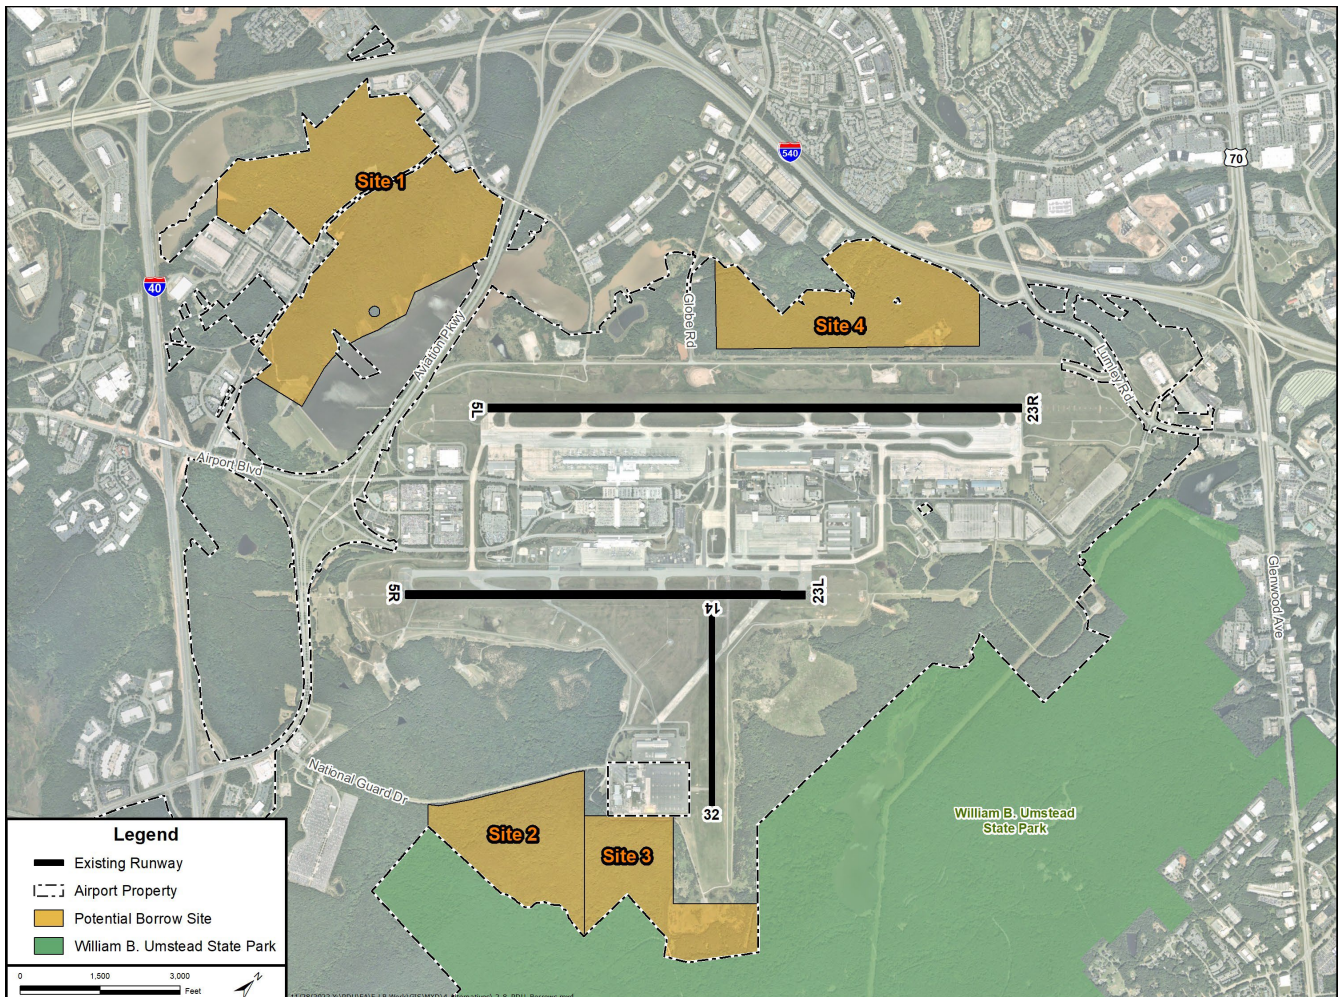 540
70
Site 1
40
Globe Rd
Site 4
Aviation Pkwy
Lumley Rd
5L
23R
Airport Blvd
5R
23L
14
Glenwood Ave
National Guard Dr
32
William B. Umstead
State Park
Site 2
Site 3
Legend
Existing Runway
Airport Property
Potential Borrow Site
William B. Umstead State Park
0 1,500 3,000
Feet
N